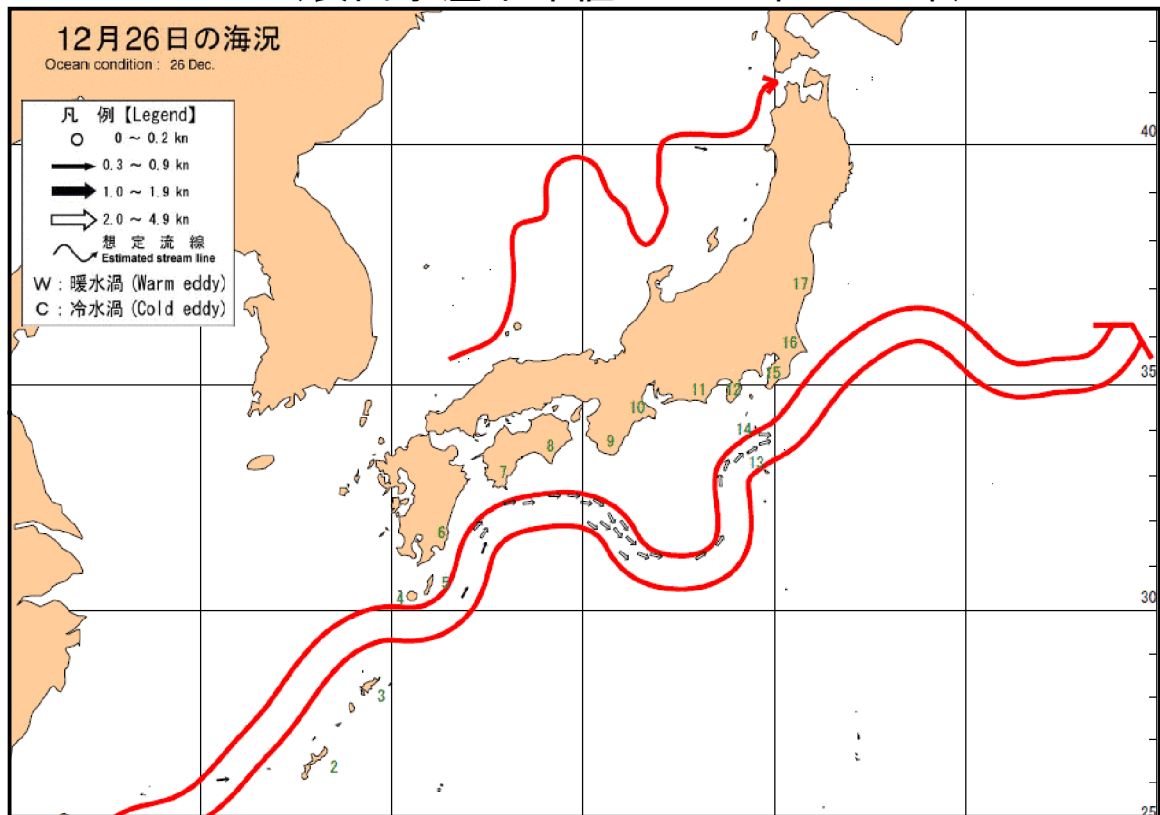 12月26日の海況
Ocean condition : 26 Dec.
凡 例【Legend】
0 ～ 0.2 kn
0.3 ～ 0.9 kn
1.0 ～ 1.9 kn
2.0 ～ 4.9 kn
想 定 流 線
Estimated stream line
W : 暖水渦 (Warm eddy)
C : 冷水渦 (Cold eddy)
40
17
16
35
15
12
11
10
14
9
8
13
7
6
5
4
30
3
2
25